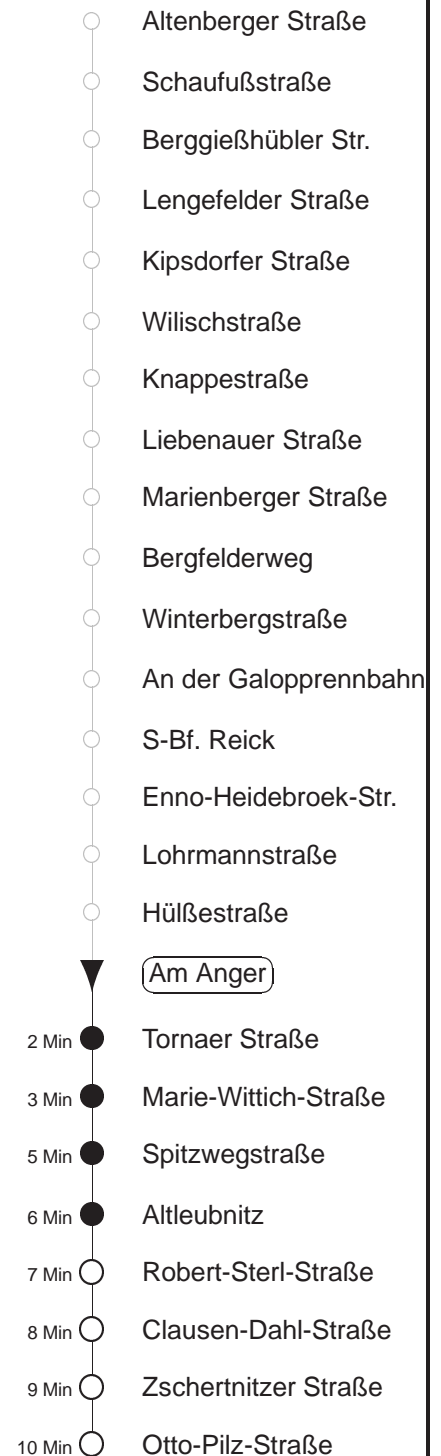 Altenberger Straße
Schaufußstraße
Berggießhübler Str.
Lengefelder Straße
Kipsdorfer Straße
Wilischstraße
Knappestraße
Liebenauer Straße
Marienberger Straße
Bergfelderweg
Winterbergstraße
An der Galopprennbahn
S-Bf. Reick
Enno-Heidebroek-Str.
Lohrmannstraße
Hülßestraße
Am Anger
2 Min Tornaer Straße
3 Min Marie-Wittich-Straße
5 Min Spitzwegstraße
6 Min Altleubnitz
7 Min Robert-Sterl-Straße
8 Min Clausen-Dahl-Straße
9 Min Zschertnitzer Straße
10 Min Otto-Pilz-Straße